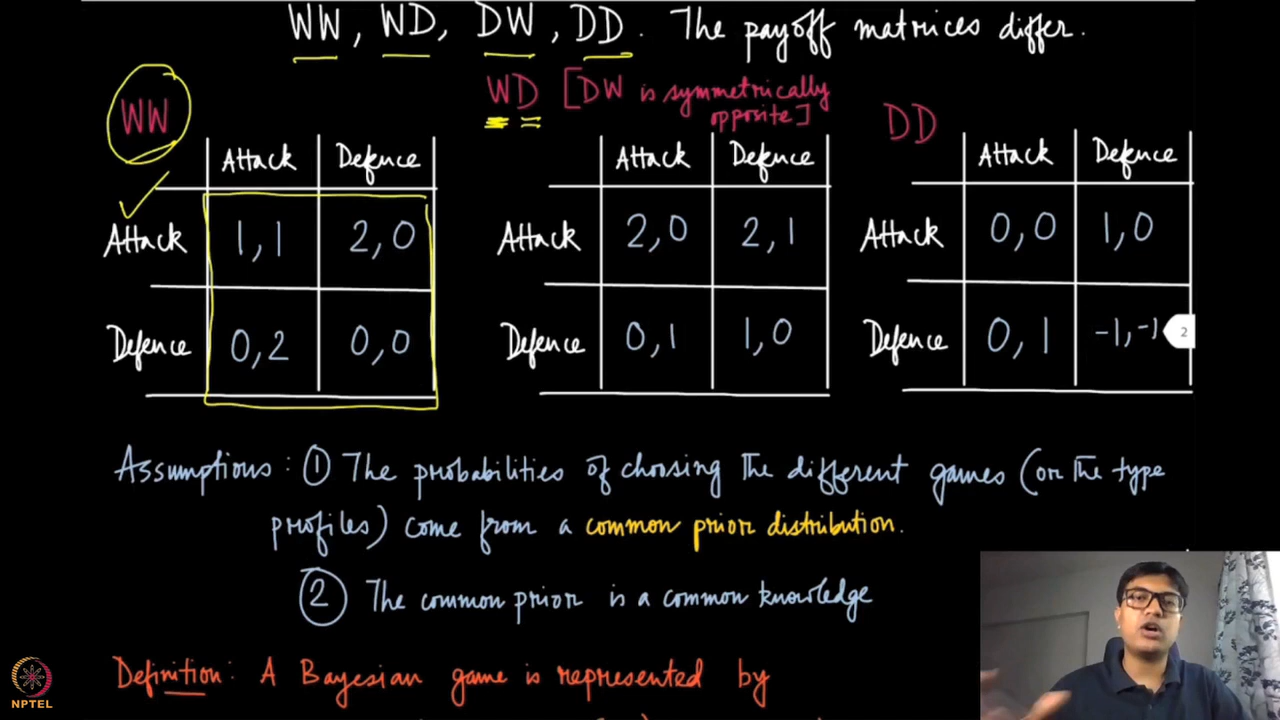 WW, WD, DW, DD. The payoff matrices differ.
WW
WD [DW is symmetrically opposite]
DD
Attack Defence
Attack 1, 1 2, 0
Defence 0, 2 0, 0
Attack Defence
Attack 2, 0 2, 1
Defence 0, 1 1, 0
Attack Defence
Attack 0, 0 1, 0
Defence 0, 1 -1, -1
2
Assumptions: ① The probabilities of choosing the different games (or the type
profiles) come from a common prior distribution.
② The common prior is a common knowledge
Definition: A Bayesian game is represented by
NPTEL